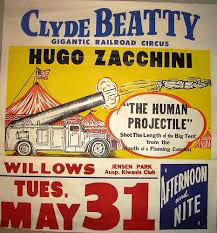 CLYDE BEATTY
GIGANTIC RAILROAD CIRCUS
HUGO ZACCHINI
"THE HUMAN
PROJECTILE"
Shot The Length of the Big Tent
from the
Mouth of a Flaming Cannon
WILLOWS
JENSEN PARK
Ausp. Kiwanis Club
TUES.
MAY 31
AFTERNOON
NITE